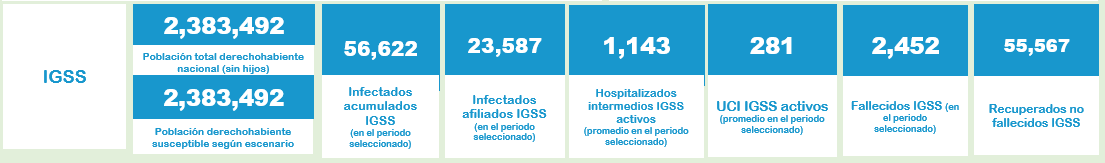 IGSS
2,383,492
Población total derechohabiente
nacional (sin hijos)
2,383,492
Población derechohabiente
susceptible según escenario
56,622
Infectados
acumulados
IGSS
(en el periodo
seleccionado)
23,587
Infectados
afiliados IGSS
(en el periodo
seleccionado)
1,143
Hospitalizados
intermedios IGSS
activos
(promedio en el periodo
seleccionado)
281
UCI IGSS activos
(promedio en el periodo
seleccionado)
2,452
Fallecidos IGSS (en
el periodo
seleccionado)
55,567
Recuperados no
fallecidos IGSS